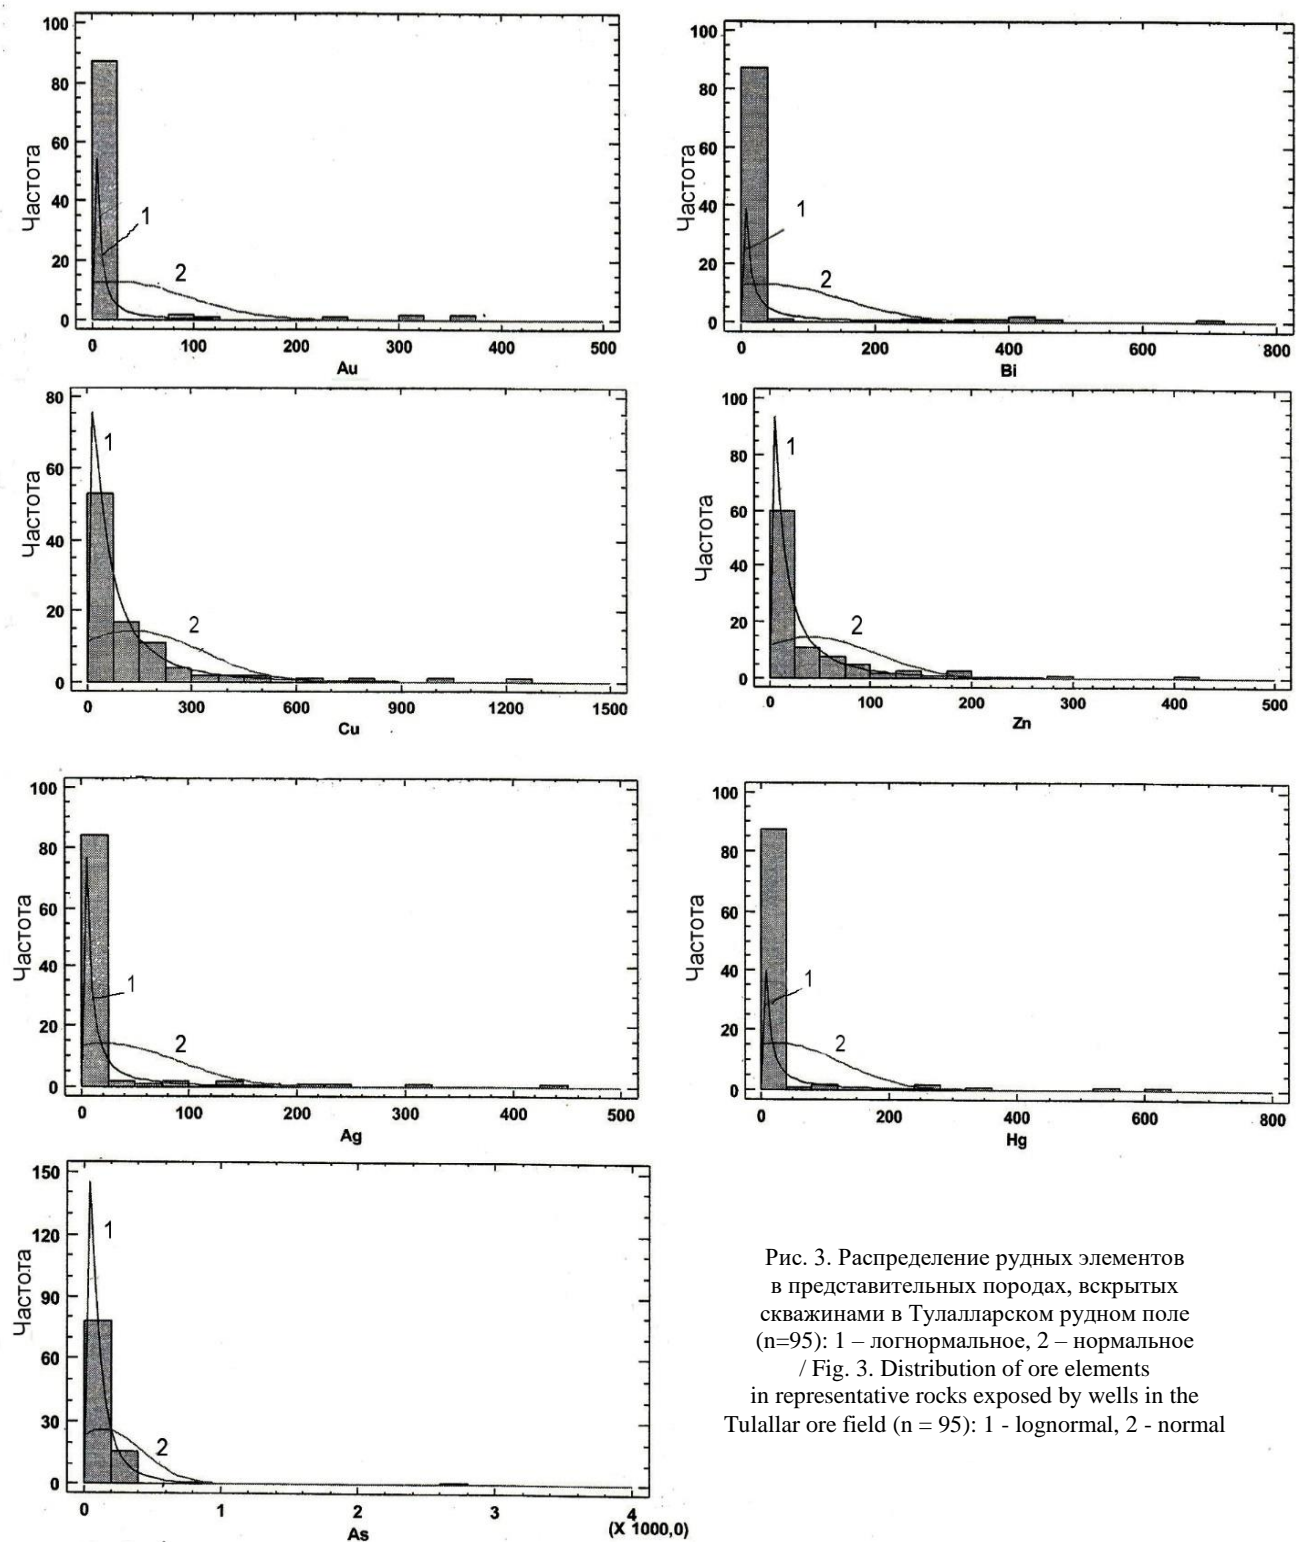 100
80
60
40
20
0
Частота
1
2
0 100 200 300 400 500
Au
100
80
60
40
20
0
Частота
1
2
0 200 400 600 800
Bi
80
60
40
20
0
Частота
1
2
0 300 600 900 1200 1500
Cu
100
80
60
40
20
0
Частота
1
2
0 100 200 300 400 500
Zn
100
80
60
40
20
0
Частота
1
2
0 100 200 300 400 500
Ag
100
80
60
40
20
0
Частота
1
2
0 200 400 600 800
Hg
150
120
90
60
30
0
Частота
1
2
0 1 2 3 4
As
(X 1000,0)
Рис. 3. Распределение рудных элементов
в представительных породах, вскрытых
скважинами в Тулалларском рудном поле
(n=95): 1 – логнормальное, 2 – нормальное
/ Fig. 3. Distribution of ore elements
in representative rocks exposed by wells in the
Tulallar ore field (n = 95): 1 - lognormal, 2 - normal